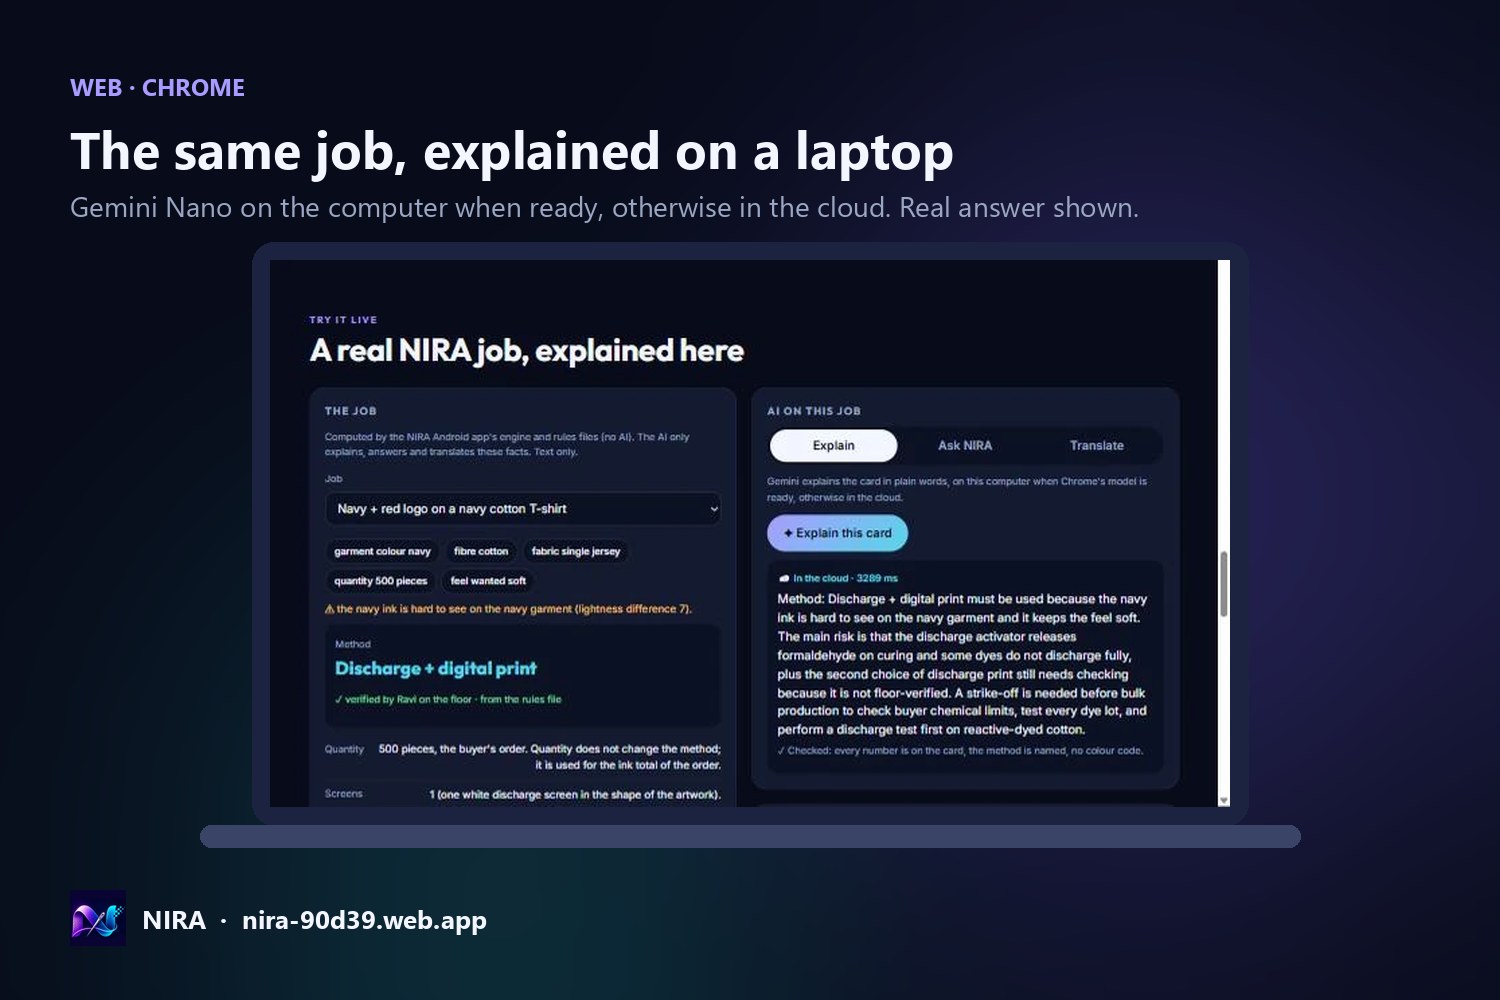 WEB · CHROME
The same job, explained on a laptop
Gemini Nano on the computer when ready, otherwise in the cloud. Real answer shown.
TRY IT LIVE
A real NIRA job, explained here
THE JOB
Computed by the NIRA Android app's engine and rules files (no AI). The AI only
explains, answers and translates these facts. Text only.
Job
Navy + red logo on a navy cotton T-shirt
garment colour navy
fibre cotton
fabric single jersey
quantity 500 pieces
feel wanted soft
⚠ the navy ink is hard to see on the navy garment (lightness difference 7).
Method
Discharge + digital print
✓ verified by Ravi on the floor · from the rules file
Quantity 500 pieces, the buyer's order. Quantity does not change the method;
it is used for the ink total of the order.
Screens 1 (one white discharge screen in the shape of the artwork).
AI ON THIS JOB
Explain
Ask NIRA
Translate
Gemini explains the card in plain words, on this computer when Chrome's model is
ready, otherwise in the cloud.
✦ Explain this card
☁ In the cloud · 3289 ms
Method: Discharge + digital print must be used because the navy
ink is hard to see on the navy garment and it keeps the feel soft.
The main risk is that the discharge activator releases
formaldehyde on curing and some dyes do not discharge fully,
plus the second choice of discharge print still needs checking
because it is not floor-verified. A strike-off is needed before bulk
production to check buyer chemical limits, test every dye lot, and
perform a discharge test first on reactive-dyed cotton.
✓ Checked: every number is on the card, the method is named, no colour code.
NIRA · nira-90d39.web.app